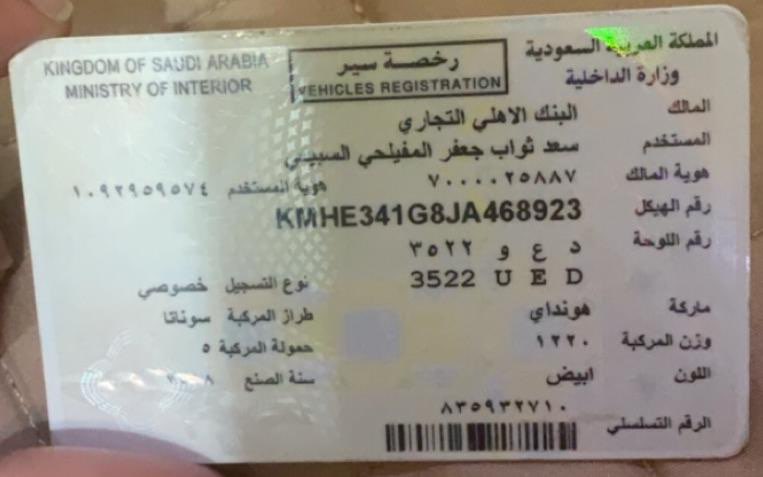 المملكة العربية السعودية
وزارة الداخلية
رخصة سير
VEHICLES REGISTRATION
KINGDOM OF SAUDI ARABIA
MINISTRY OF INTERIOR
المالك البنك الاهلي التجاري
المستخدم سعد ثواب جعفر المفيلحي السبيعي
هوية المالك ٧٠٠٠٠٢٥٨٨٧ هوية المستخدم ١٠٩٢٩٥٩٥٧٤
رقم الهيكل KMHE341G8JA468923
رقم اللوحة د ع و ٣٥٢٢
3522 U E D
نوع التسجيل خصوصي
ماركة هونداي طراز المركبة سوناتا
وزن المركبة ١٢٢٠ حمولة المركبة ٥
اللون ابيض سنة الصنع
الرقم التسلسلي ٨٣٥٩٣٢٧١٠